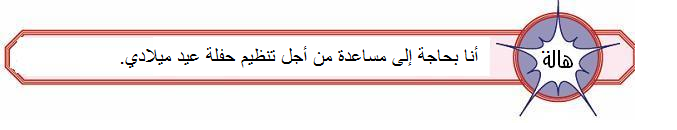 هالة
أنا بحاجة إلى مساعدة من أجل تنظيم حفلة عيد ميلادي.